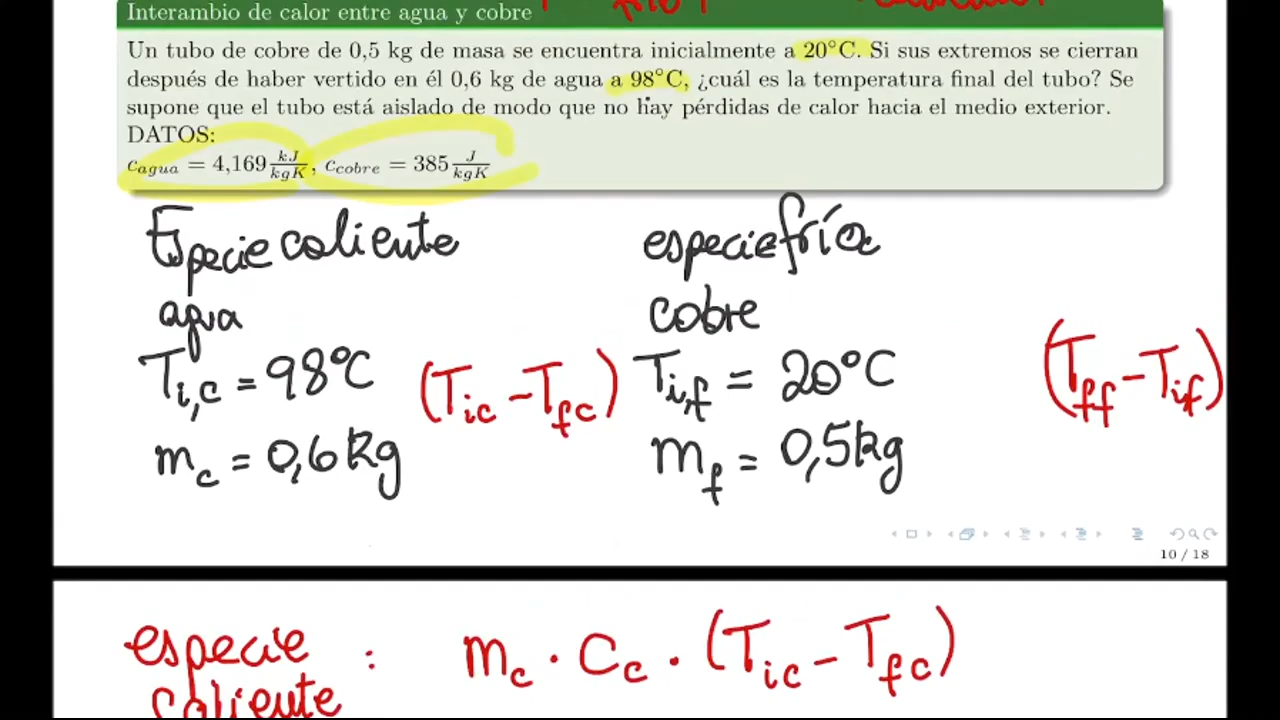 Interambio de calor entre agua y cobre
Un tubo de cobre de 0,5 kg de masa se encuentra inicialmente a 20°C. Si sus extremos se cierran
después de haber vertido en él 0,6 kg de agua a 98°C, ¿cuál es la temperatura final del tubo? Se
supone que el tubo está aislado de modo que no hay pérdidas de calor hacia el medio exterior.
DATOS:
c_agua = 4,169 kJ/kgK, c_cobre = 385 J/kgK
Especie caliente especie fría
agua cobre
T_i,c = 98°C (T_ic - T_fc) T_i,f = 20°C (T_ff - T_if)
m_c = 0,6 kg m_f = 0,5 kg
10 / 18
especie : m_c · C_c · (T_ic - T_fc)
caliente